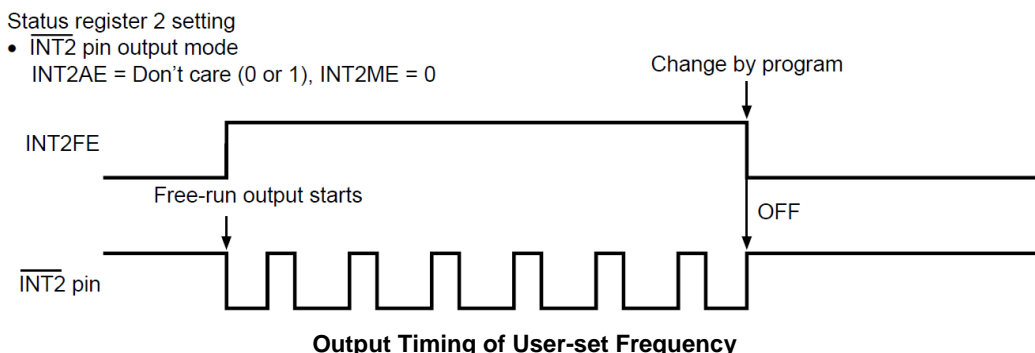 Status register 2 setting
• INT2 pin output mode
INT2AE = Don't care (0 or 1), INT2ME = 0
Change by program
INT2FE
Free-run output starts
OFF
INT2 pin
Output Timing of User-set Frequency